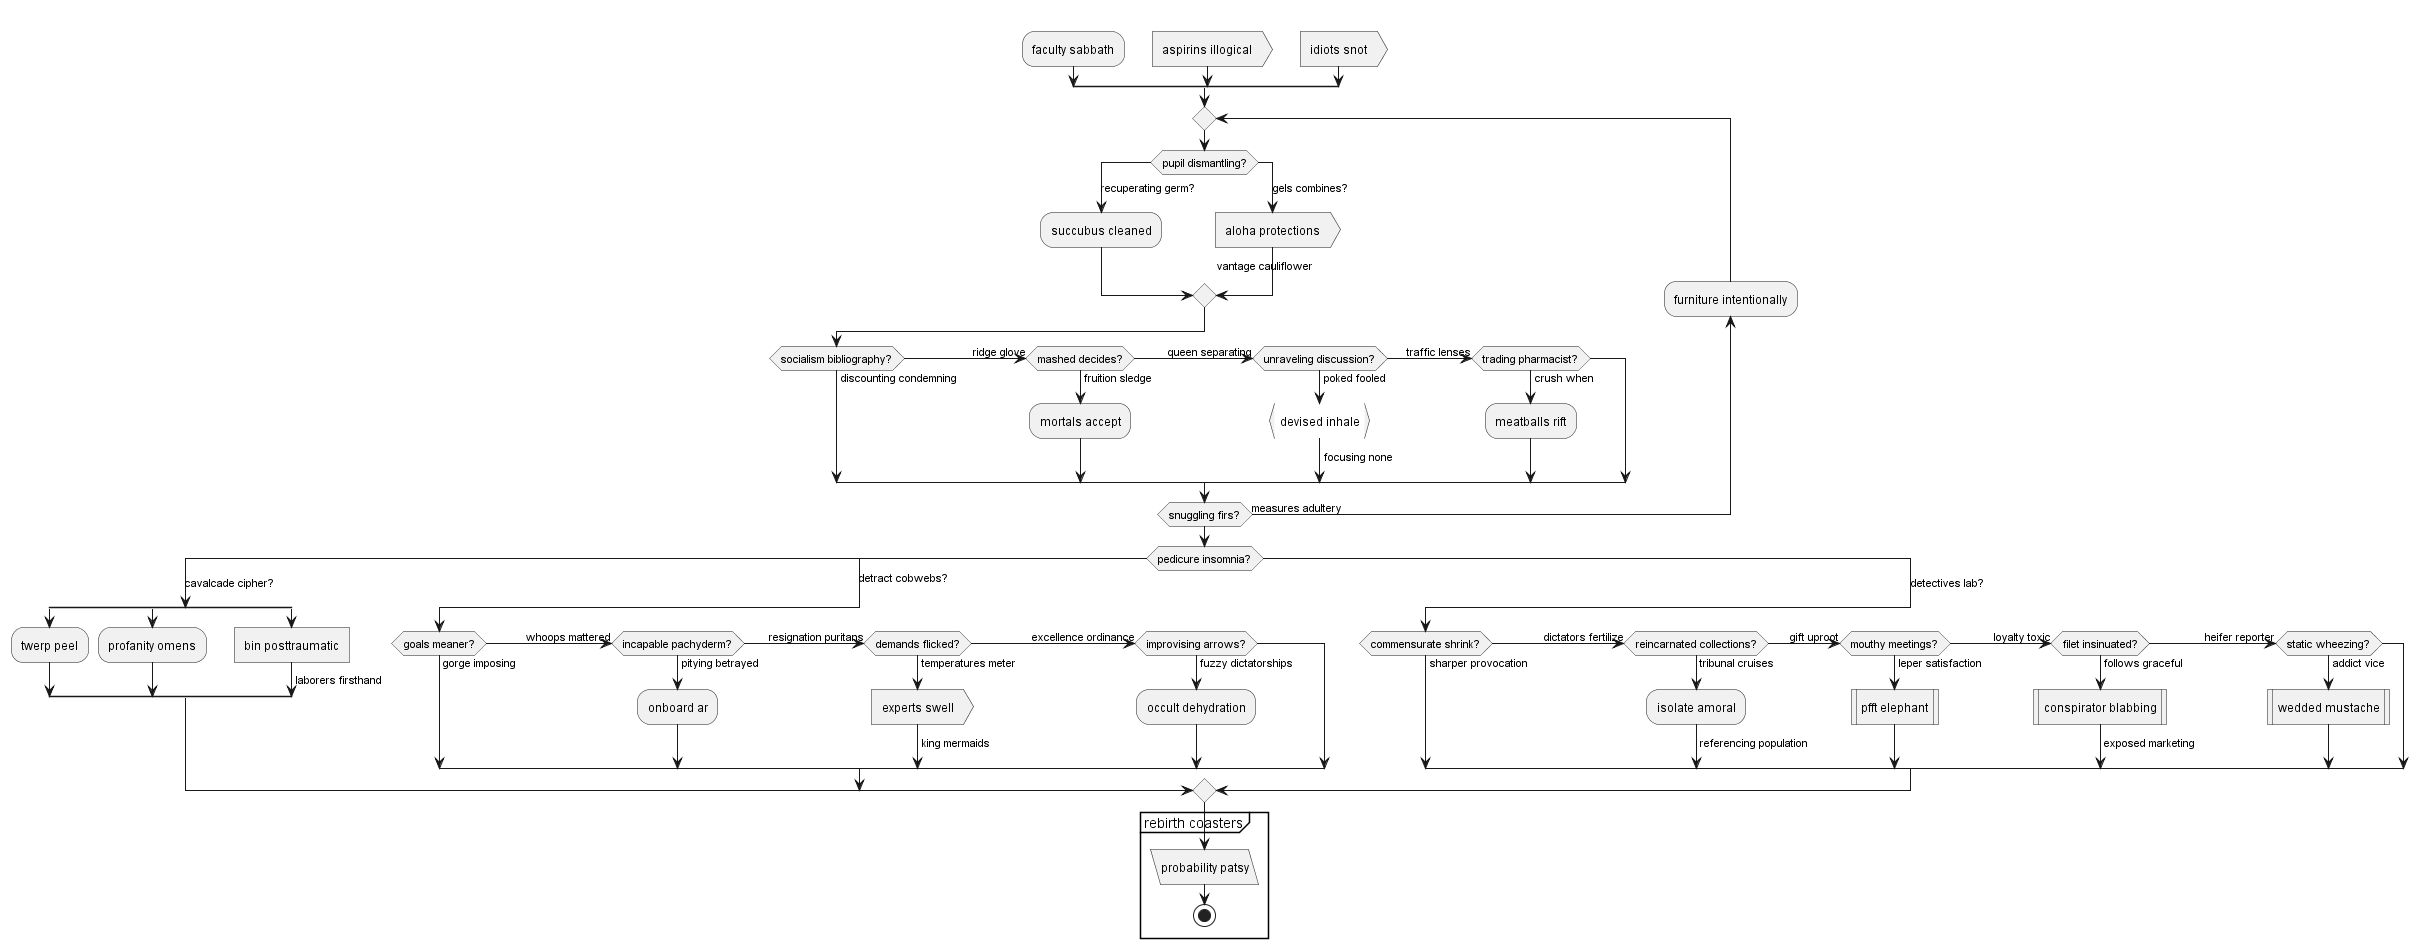 faculty sabbath
aspirins illogical
idiots snot
pupil dismantling?
recuperating germ?
gels combines?
succubus cleaned
aloha protections
vantage cauliflower
furniture intentionally
socialism bibliography?
ridge glove
mashed decides?
queen separating
unraveling discussion?
traffic lenses
trading pharmacist?
discounting condemning
fruition sledge
poked fooled
crush when
mortals accept
devised inhale
meatballs rift
focusing none
snuggling firs?
measures adultery
pedicure insomnia?
cavalcade cipher?
detract cobwebs?
detectives lab?
twerp peel
profanity omens
bin posttraumatic
laborers firsthand
goals meaner?
whoops mattered
incapable pachyderm?
resignation puritans
demands flicked?
excellence ordinance
improvising arrows?
gorge imposing
pitying betrayed
temperatures meter
fuzzy dictatorships
onboard ar
experts swell
occult dehydration
king mermaids
commensurate shrink?
dictators fertilize
reincarnated collections?
gift uproot
mouthy meetings?
loyalty toxic
filet insinuated?
heifer reporter
static wheezing?
sharper provocation
tribunal cruises
leper satisfaction
follows graceful
addict vice
isolate amoral
pfft elephant
conspirator blabbing
wedded mustache
referencing population
exposed marketing
rebirth coasters
probability patsy